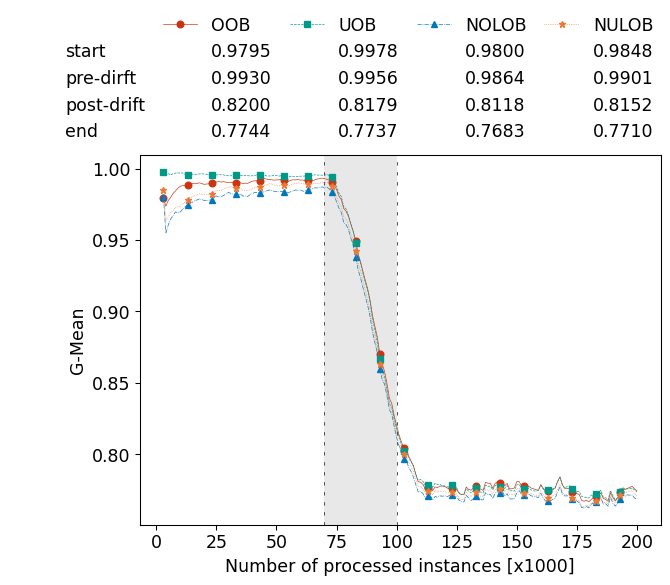 OOB UOB NOLOB NULOB
start 0.9795 0.9978 0.9800 0.9848
pre-dirft 0.9930 0.9956 0.9864 0.9901
post-drift 0.8200 0.8179 0.8118 0.8152
end 0.7744 0.7737 0.7683 0.7710
1.00
0.95
0.90
0.85
0.80
G-Mean
0 25 50 75 100 125 150 175 200
Number of processed instances [x1000]